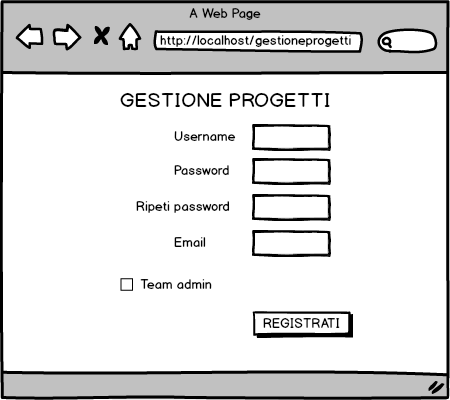 A Web Page
http://localhost/gestioneprogetti
GESTIONE PROGETTI
Username
Password
Ripeti password
Email
Team admin
REGISTRATI